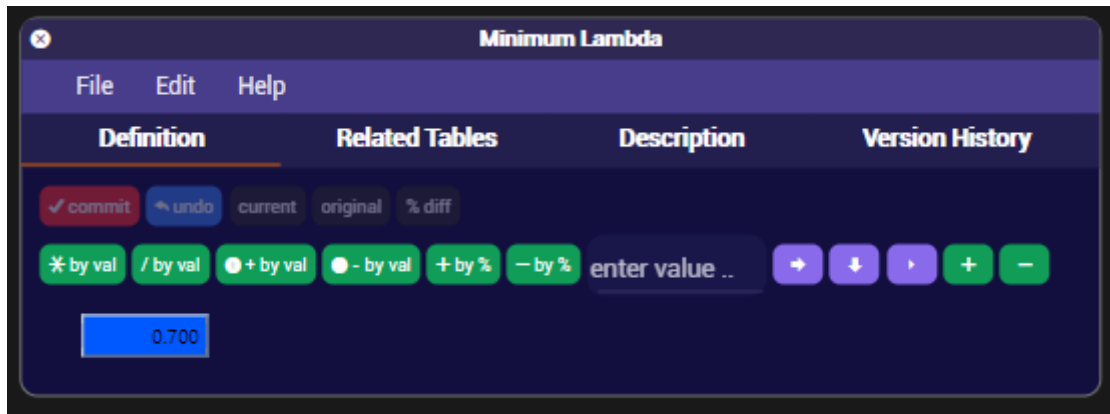 Minimum Lambda
File Edit Help
Definition Related Tables Description Version History
commit undo current original % diff
* by val / by val + by val - by val + by % - by % enter value .. + -
0.700